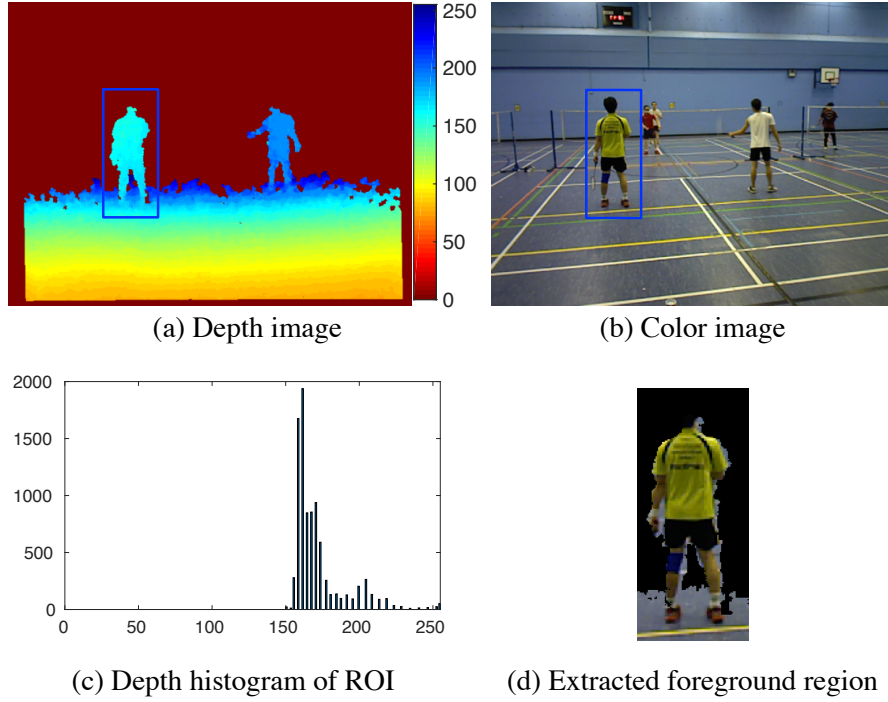 250
200
150
100
50
0
(a) Depth image
(b) Color image
2000
1500
1000
500
0
0 50 100 150 200 250
(c) Depth histogram of ROI
(d) Extracted foreground region